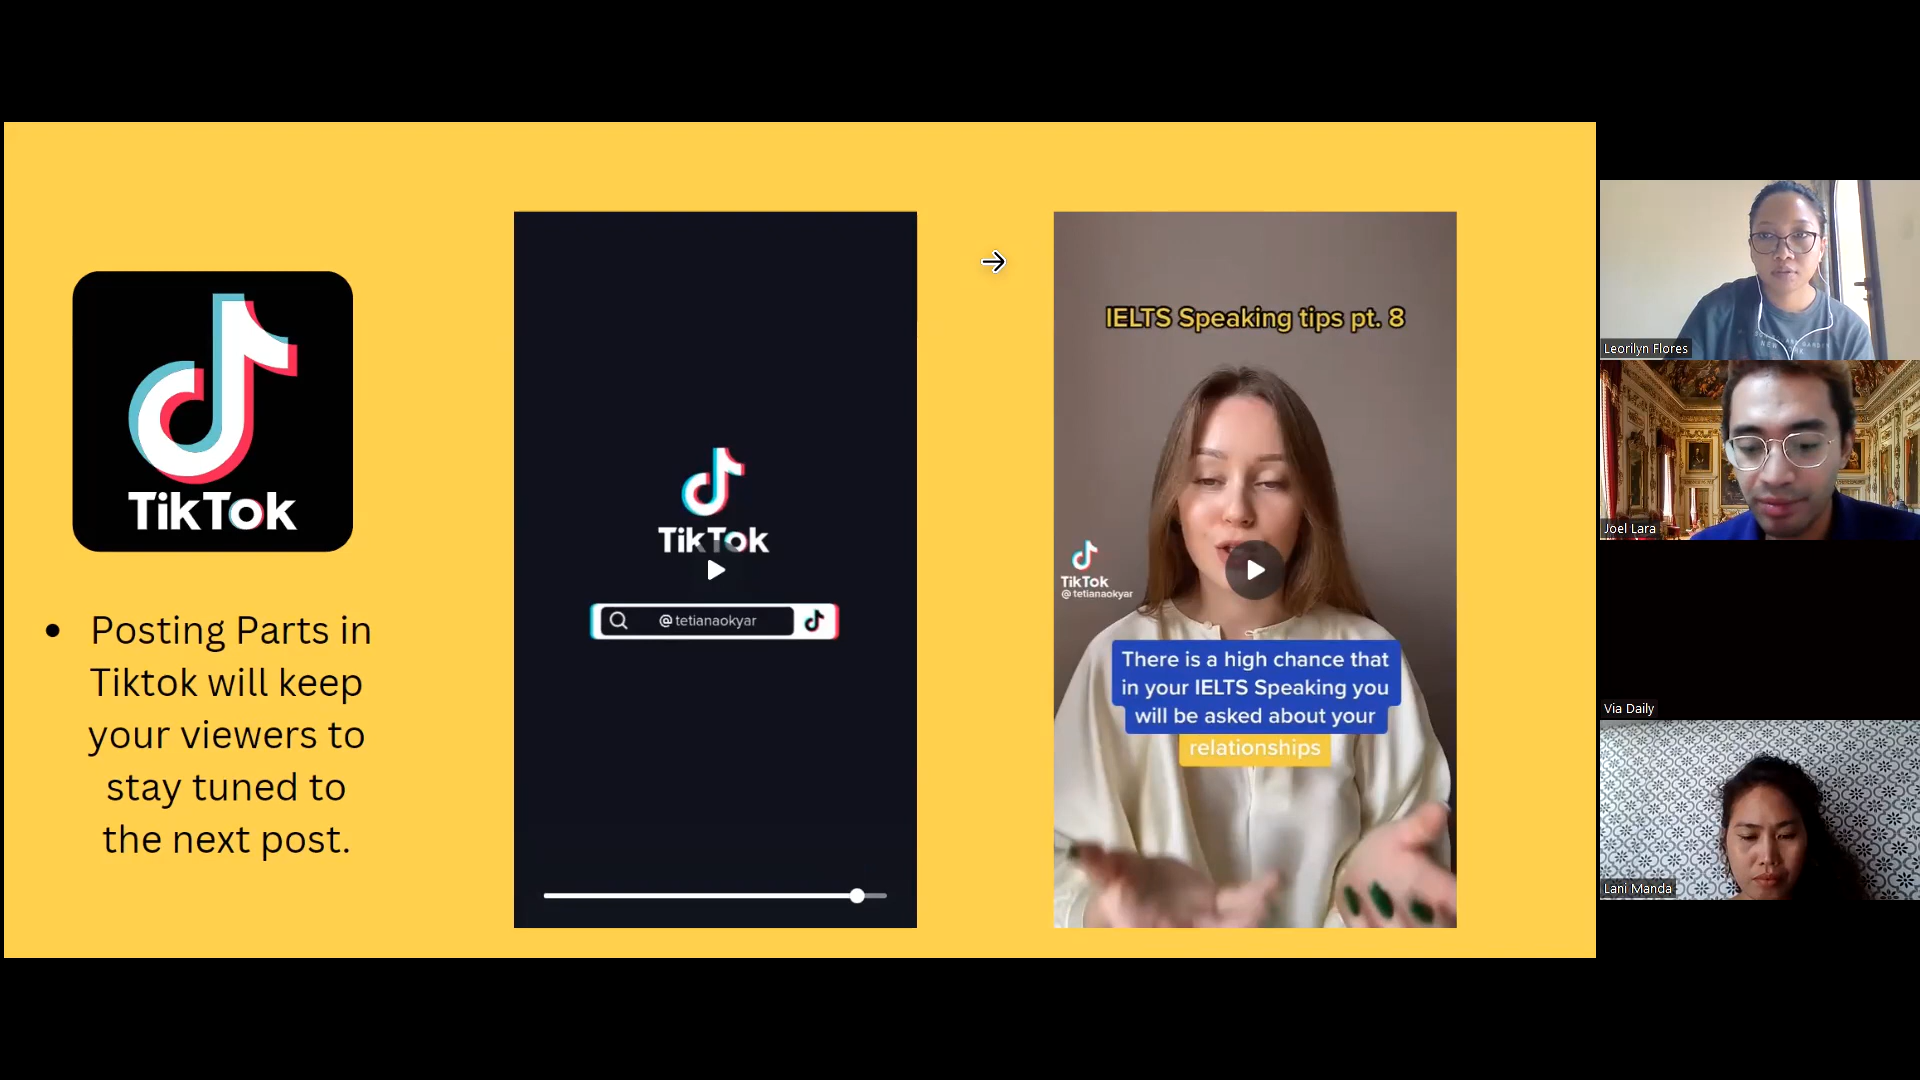 TikTok
• Posting Parts in
Tiktok will keep
your viewers to
stay tuned to
the next post.
TikTok
@tetianaokyar
IELTS Speaking tips pt. 8
TikTok
@tetianaokyar
There is a high chance that
in your IELTS Speaking you
will be asked about your
relationships
Leorilyn Flores
NEW YORK
Joel Lara
Via Daily
Lani Manda